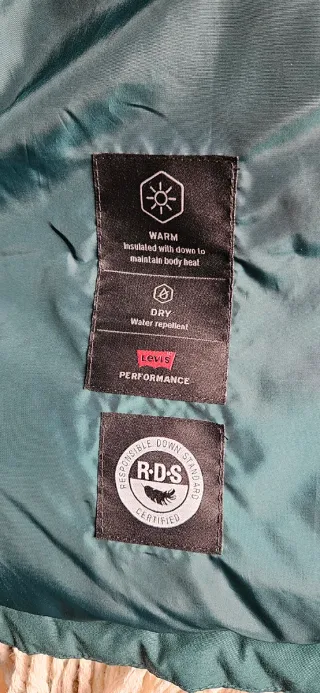 WARM
Insulated with down to
maintain body heat
DRY
Water repellent
Levi's
PERFORMANCE
RESPONSIBLE DOWN STANDARD
R·D·S
CERTIFIED